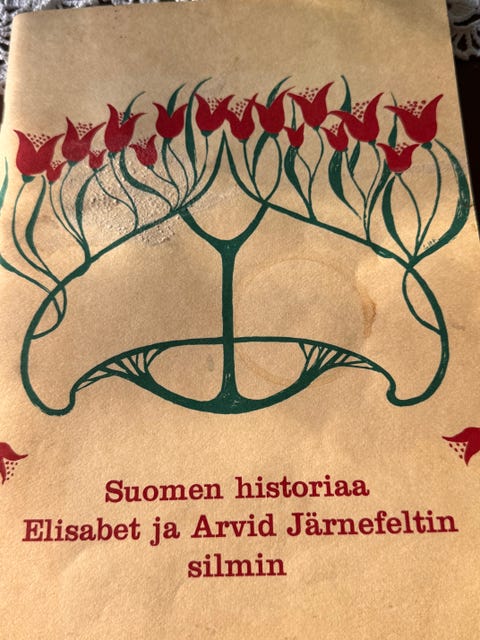 Suomen historiaa
Elisabet ja Arvid Järnefeltin
silmin